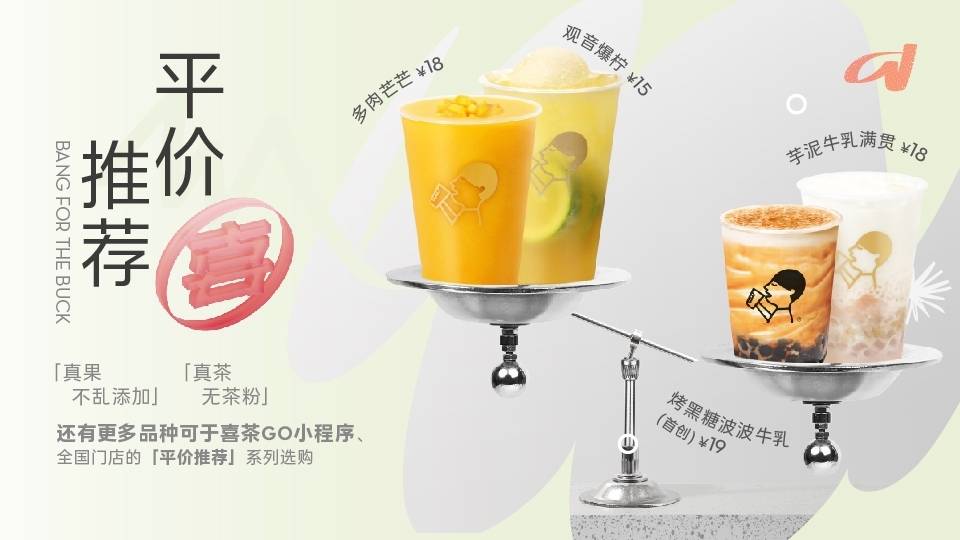 平价
推荐
BANG FOR THE BUCK
喜
「真果
不乱添加」
「真茶
无茶粉」
还有更多品种可于喜茶GO小程序、
全国门店的「平价推荐」系列选购
多肉芒芒 ¥18
观音爆柠 ¥15
芋泥牛乳满贯 ¥18
烤黑糖波波牛乳
(首创) ¥19